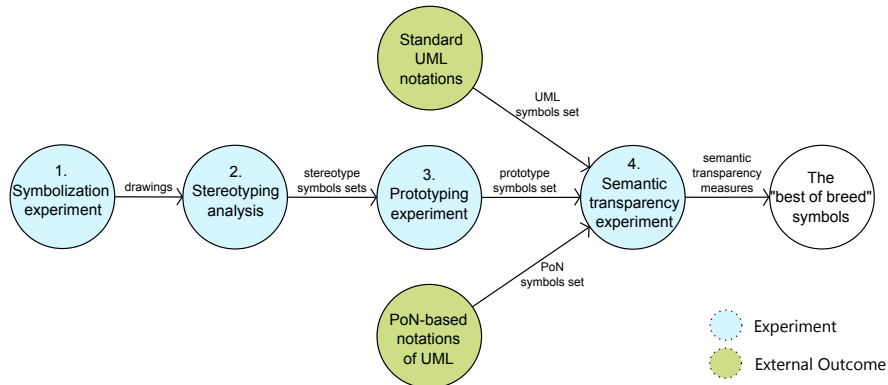 Standard
UML
notations
UML
symbols set
1.
Symbolization
experiment
drawings
2.
Stereotyping
analysis
stereotype
symbols sets
3.
Prototyping
experiment
prototype
symbols set
4.
Semantic
transparency
experiment
semantic
transparency
measures
The
"best of breed"
symbols
PoN
symbols set
PoN-based
notations
of UML
Experiment
External Outcome